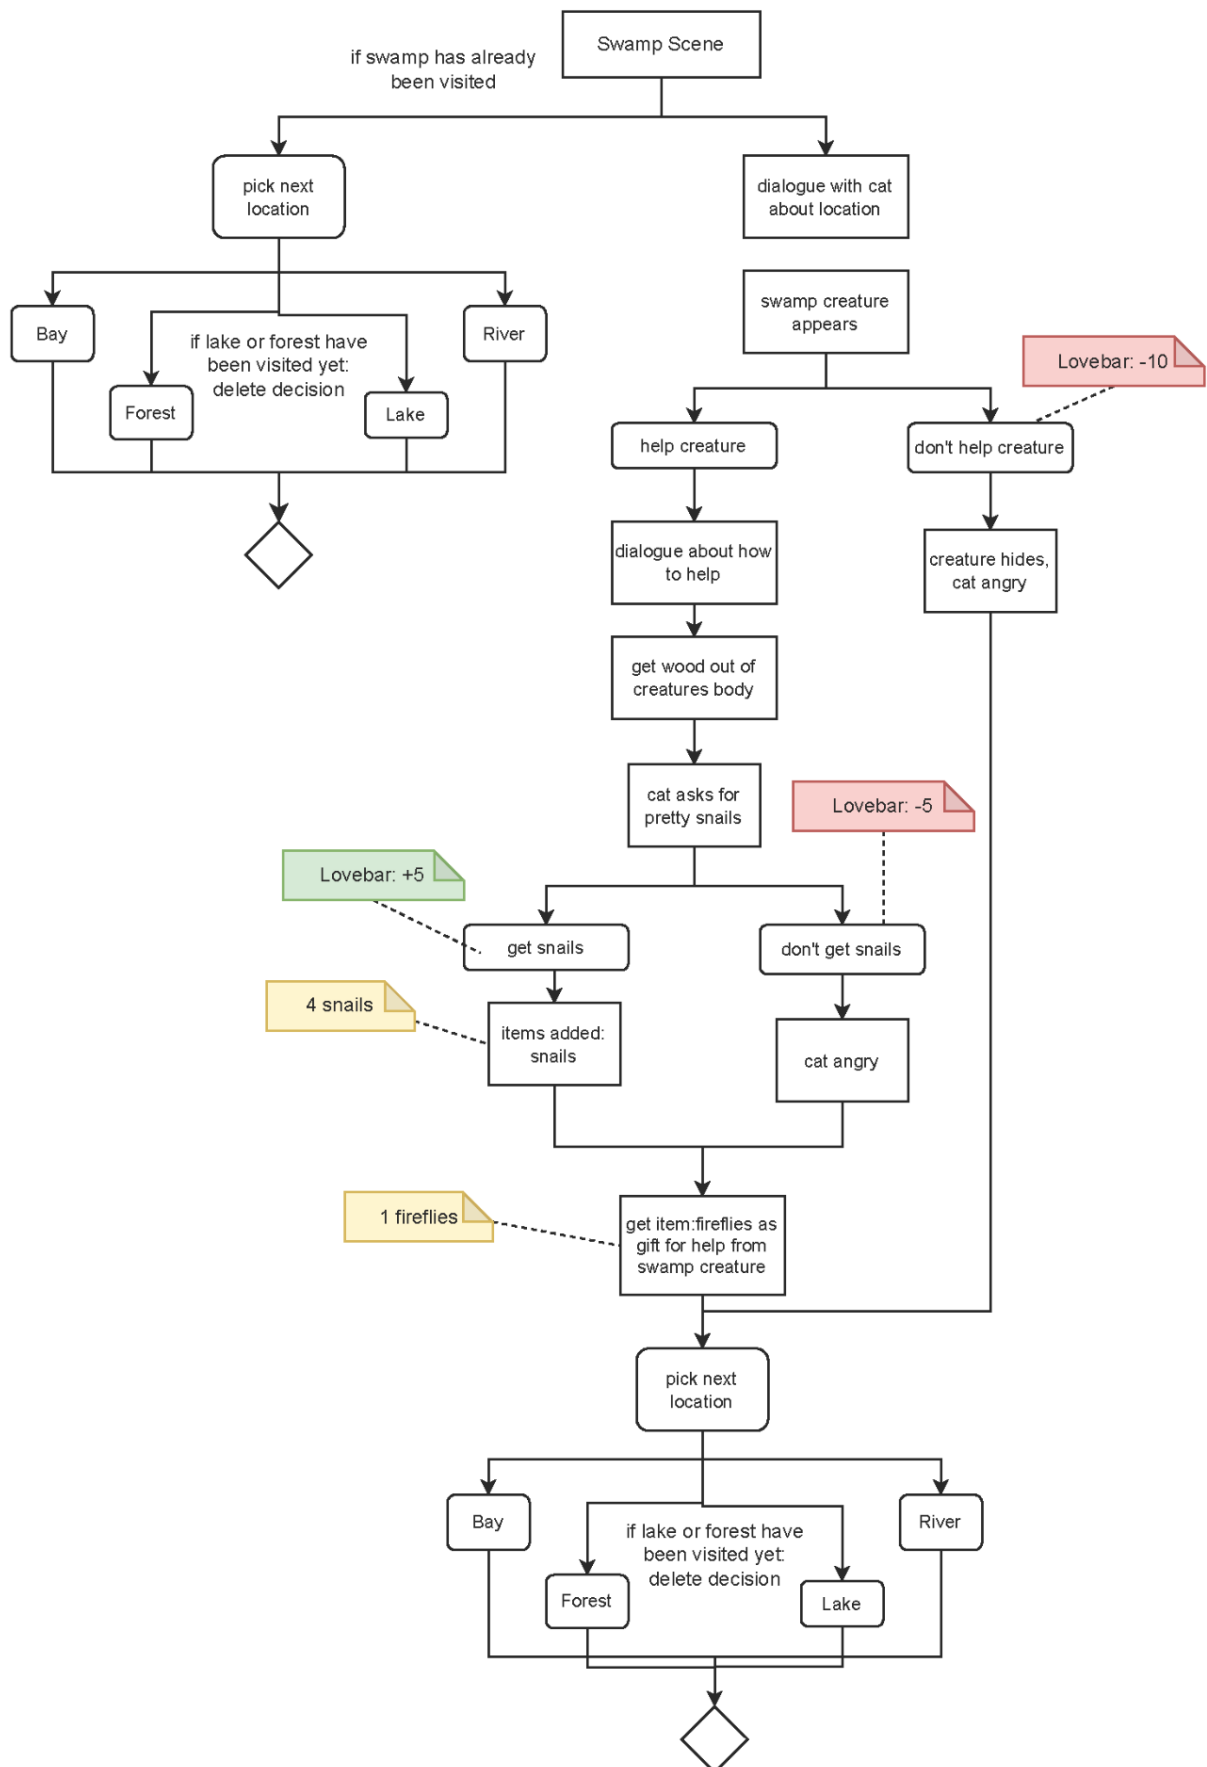 Swamp Scene
if swamp has already
been visited
pick next
location
dialogue with cat
about location
swamp creature
appears
Bay
River
if lake or forest have
been visited yet:
delete decision
Forest
Lake
Lovebar: -10
help creature
don't help creature
dialogue about how
to help
creature hides,
cat angry
get wood out of
creatures body
cat asks for
pretty snails
Lovebar: -5
Lovebar: +5
get snails
don't get snails
4 snails
items added:
snails
cat angry
1 fireflies
get item:fireflies as
gift for help from
swamp creature
pick next
location
Bay
River
if lake or forest have
been visited yet:
delete decision
Forest
Lake